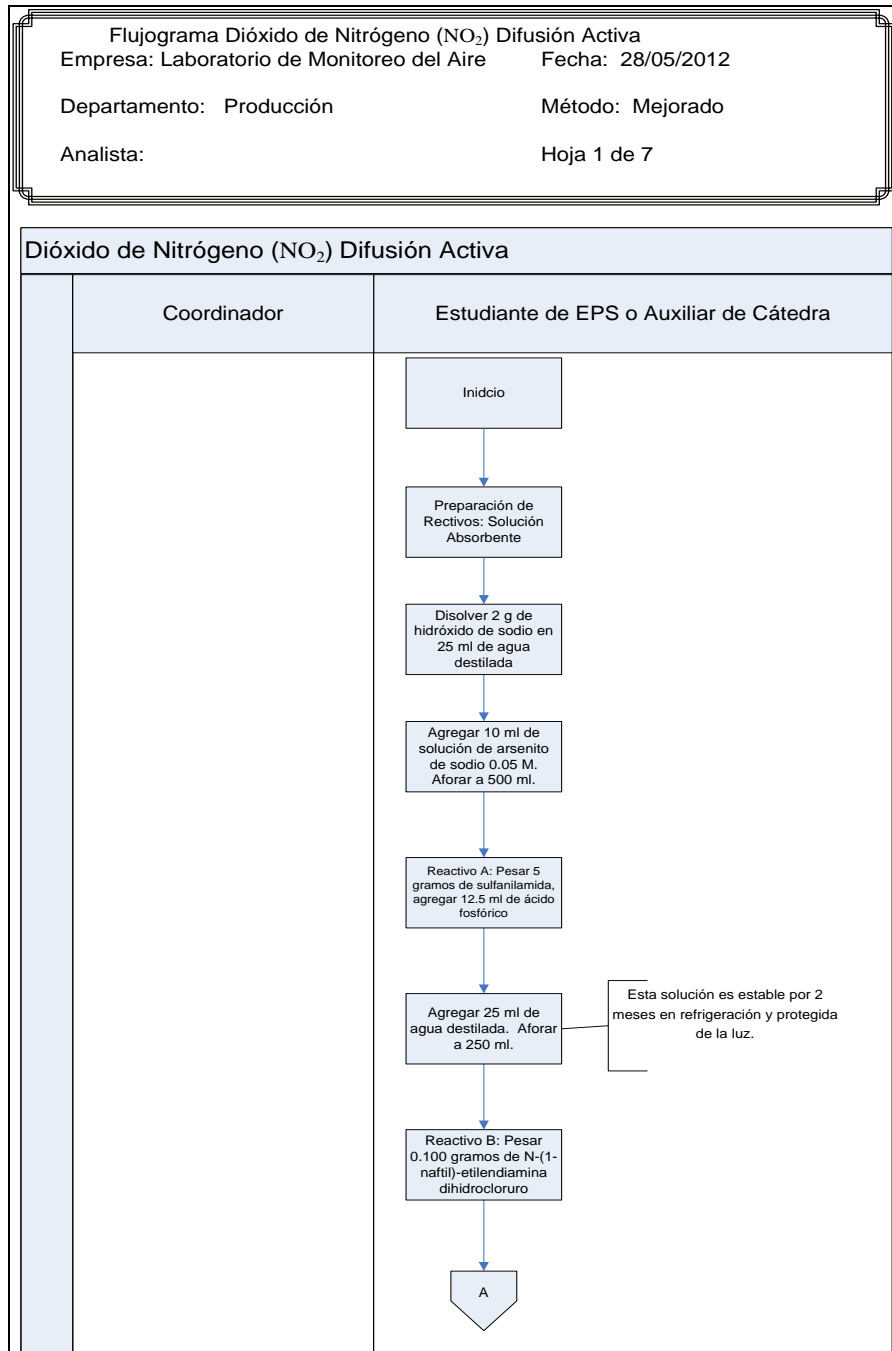 Flujograma Dióxido de Nitrógeno (NO₂) Difusión Activa
Empresa: Laboratorio de Monitoreo del Aire Fecha: 28/05/2012
Departamento: Producción Método: Mejorado
Analista: Hoja 1 de 7
Dióxido de Nitrógeno (NO₂) Difusión Activa
Coordinador Estudiante de EPS o Auxiliar de Cátedra
Inidcio
Preparación de
Rectivos: Solución
Absorbente
Disolver 2 g de
hidróxido de sodio en
25 ml de agua
destilada
Agregar 10 ml de
solución de arsenito
de sodio 0.05 M.
Aforar a 500 ml.
Reactivo A: Pesar 5
gramos de sulfanilamida,
agregar 12.5 ml de ácido
fosfórico
Agregar 25 ml de
agua destilada. Aforar
a 250 ml.
Esta solución es estable por 2
meses en refrigeración y protegida
de la luz.
Reactivo B: Pesar
0.100 gramos de N-(1-
naftil)-etilendiamina
dihidrocloruro
A